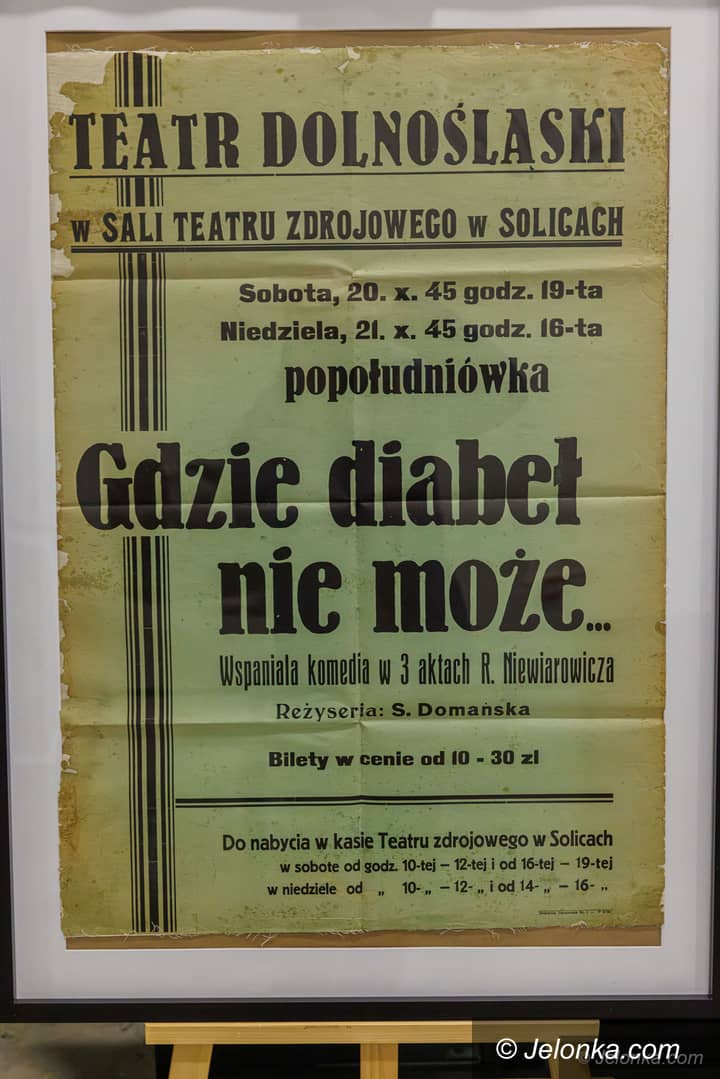 TEATR DOLNOŚLASKI
w SALI TEATRU ZDROJOWEGO w SOLICACH
Sobota, 20. x. 45 godz. 19-ta
Niedziela, 21. x. 45 godz. 16-ta
popołudniówka
Gdzie diabeł
nie może...
Wspaniala komedia w 3 aktach R. Niewiarowicza
Reżyseria: S. Domańska
Bilety w cenie od 10 - 30 zl
Do nabycia w kasie Teatru zdrojowego w Solicach
w sobote od godz. 10-tej – 12-tej i od 16-tej – 19-tej
w niedziele od „ 10- „ – 12- „ i od 14- „ – 16- „
© Jelonka.com
© Jelonka.com